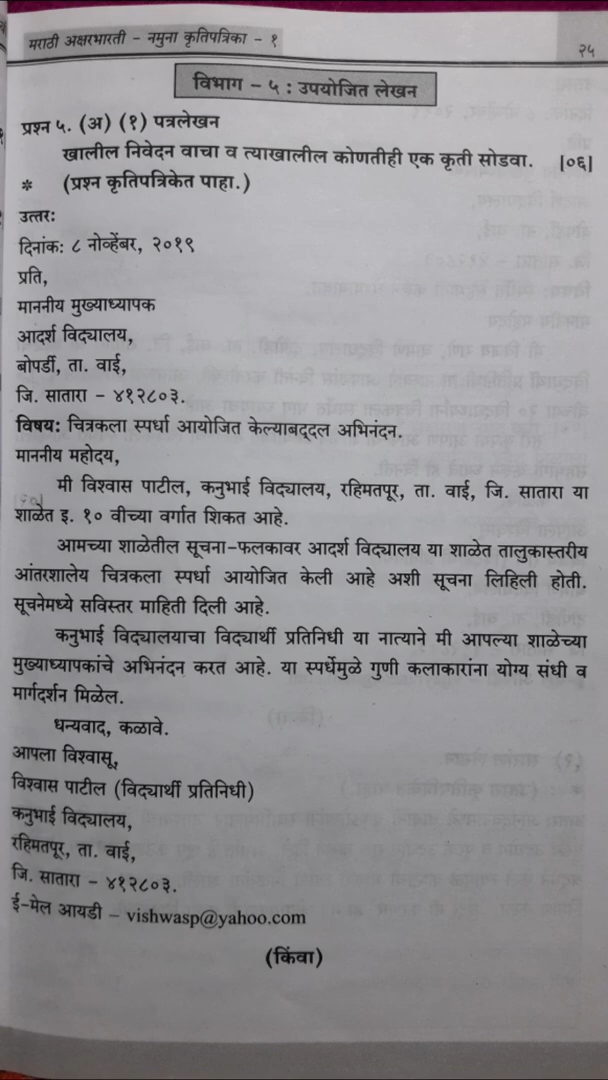 मराठी अक्षरभारती - नमुना कृतिपत्रिका - १
२५
विभाग - ५ : उपयोजित लेखन
प्रश्न ५. (अ) (१) पत्रलेखन
खालील निवेदन वाचा व त्याखालील कोणतीही एक कृती सोडवा. [०६]
* (प्रश्न कृतिपत्रिकेत पाहा.)
उत्तर:
दिनांक: ८ नोव्हेंबर, २०१९
प्रति,
माननीय मुख्याध्यापक
आदर्श विद्यालय,
बोपर्डी, ता. वाई,
जि. सातारा - ४१२८०३.
विषय: चित्रकला स्पर्धा आयोजित केल्याबद्दल अभिनंदन.
माननीय महोदय,
मी विश्वास पाटील, कनुभाई विद्यालय, रहिमतपूर, ता. वाई, जि. सातारा या
शाळेत इ. १० वीच्या वर्गात शिकत आहे.
आमच्या शाळेतील सूचना-फलकावर आदर्श विद्यालय या शाळेत तालुकास्तरीय
आंतरशालेय चित्रकला स्पर्धा आयोजित केली आहे अशी सूचना लिहिली होती.
सूचनेमध्ये सविस्तर माहिती दिली आहे.
कनुभाई विद्यालयाचा विद्यार्थी प्रतिनिधी या नात्याने मी आपल्या शाळेच्या
मुख्याध्यापकांचे अभिनंदन करत आहे. या स्पर्धेमुळे गुणी कलाकारांना योग्य संधी व
मार्गदर्शन मिळेल.
धन्यवाद, कळावे.
आपला विश्वासू,
विश्वास पाटील (विद्यार्थी प्रतिनिधी)
कनुभाई विद्यालय,
रहिमतपूर, ता. वाई,
जि. सातारा - ४१२८०३.
ई-मेल आयडी – vishwasp@yahoo.com
(किंवा)